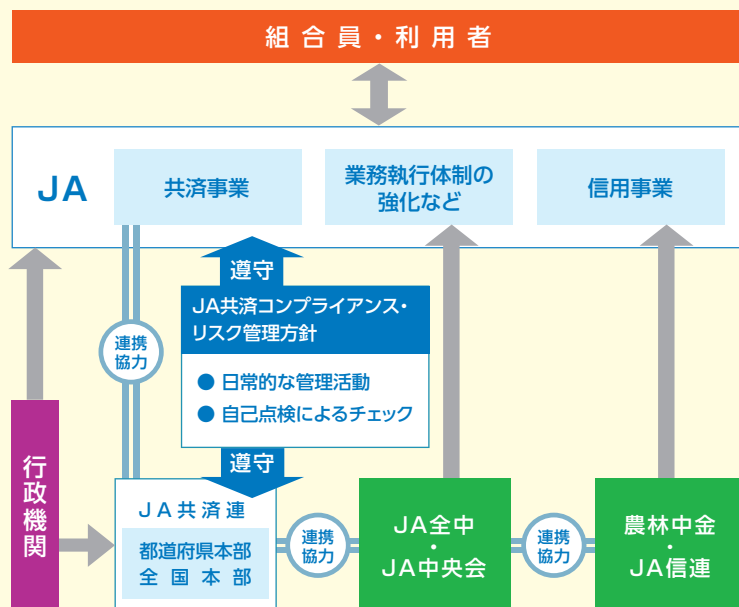 組合員・利用者
JA
共済事業
業務執行体制の
強化など
信用事業
遵守
JA共済コンプライアンス・
リスク管理方針
● 日常的な管理活動
● 自己点検によるチェック
遵守
連携
協力
行政機関
JA共済連
都道府県本部
全国本部
連携
協力
JA全中
・
JA中央会
連携
協力
農林中金
・
JA信連